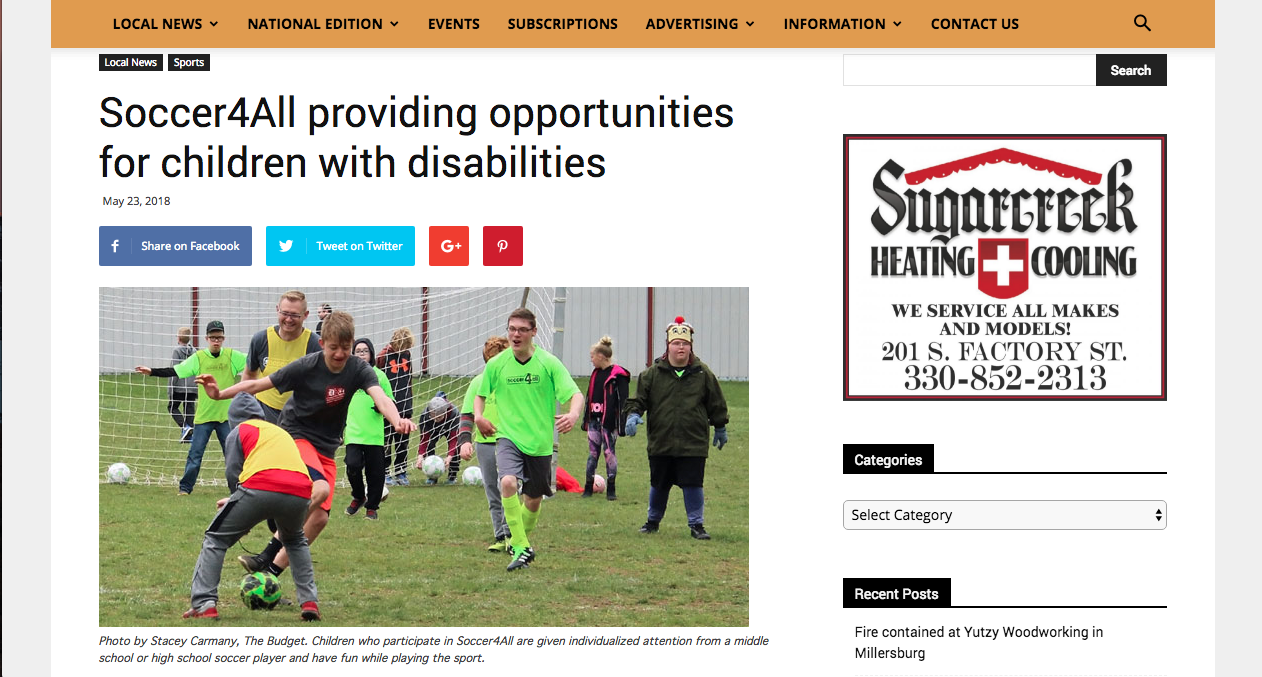 LOCAL NEWS
NATIONAL EDITION
EVENTS
SUBSCRIPTIONS
ADVERTISING
INFORMATION
CONTACT US
Local News
Sports
Soccer4All providing opportunities
for children with disabilities
May 23, 2018
f Share on Facebook
Tweet on Twitter
G+
SOCCER4all
Photo by Stacey Carmany, The Budget. Children who participate in Soccer4All are given individualized attention from a middle
school or high school soccer player and have fun while playing the sport.
Search
Sugarcreek
HEATING COOLING
WE SERVICE ALL MAKES
AND MODELS!
201 S. FACTORY ST.
330-852-2313
Categories
Select Category
Recent Posts
Fire contained at Yutzy Woodworking in
Millersburg